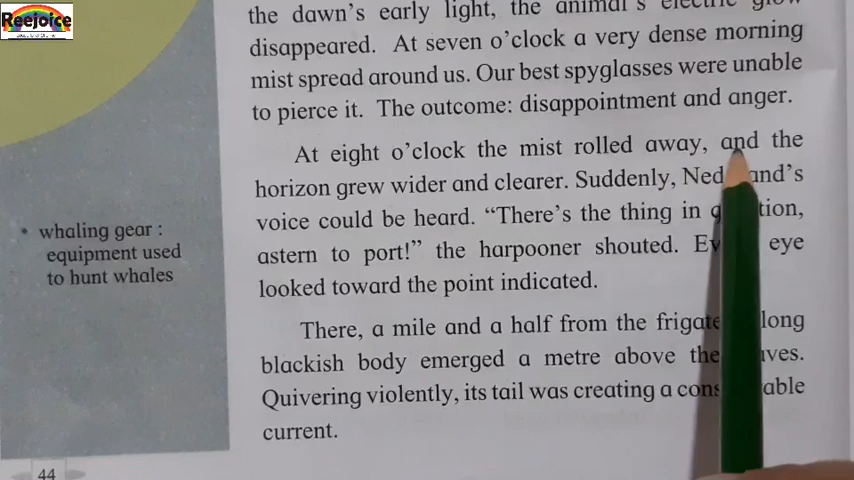 Reejoice
the dawn's early light, the animal's electric glow
disappeared. At seven o'clock a very dense morning
mist spread around us. Our best spyglasses were unable
to pierce it. The outcome: disappointment and anger.
At eight o'clock the mist rolled away, and the
horizon grew wider and clearer. Suddenly, Ned
voice could be heard. "There's the thing in
astern to port!" the harpooner shouted. eye
looked toward the point indicated.
There, a mile and a half from the frigate long
blackish body emerged a metre above the
Quivering violently, its tail was creating a
current.
• whaling gear :
equipment used
to hunt whales
44